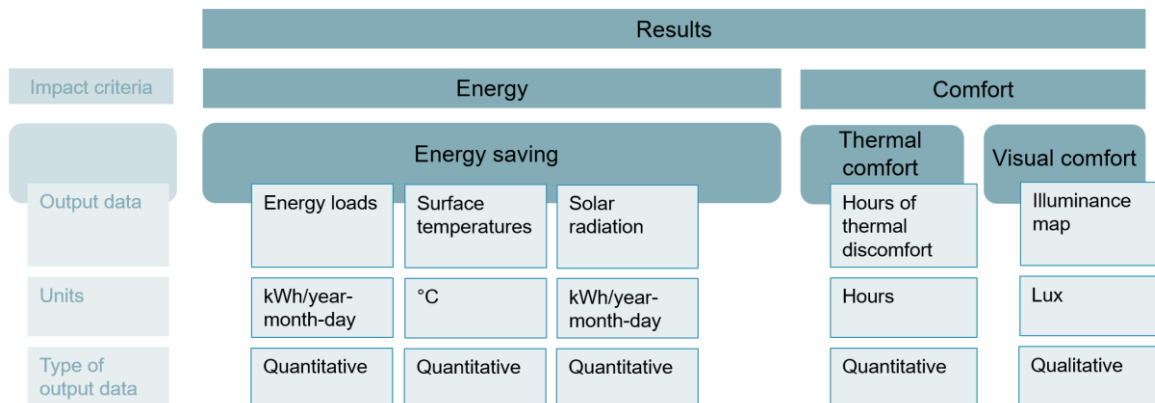 Results
Impact criteria
Energy
Comfort
Energy saving
Thermal
comfort
Visual comfort
Output data
Energy loads
Surface
temperatures
Solar
radiation
Hours of
thermal
discomfort
Illuminance
map
Units
kWh/year-
month-day
°C
kWh/year-
month-day
Hours
Lux
Type of
output data
Quantitative
Quantitative
Quantitative
Quantitative
Qualitative